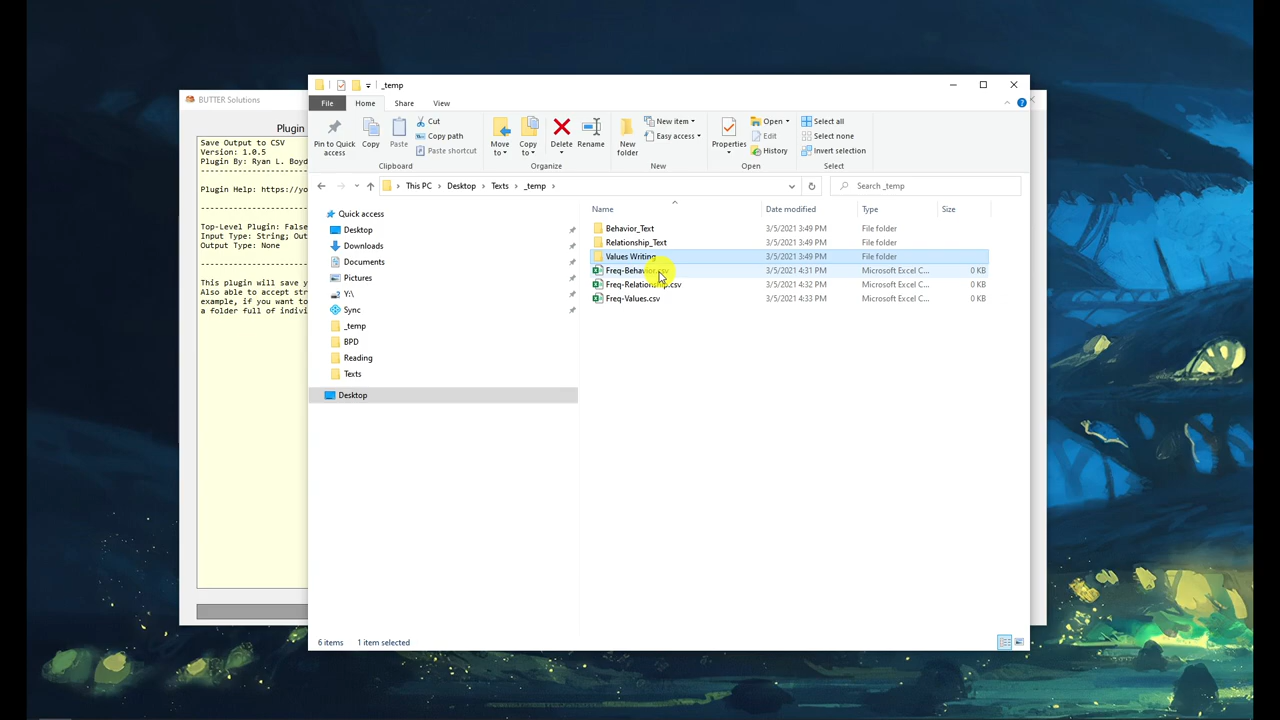 _temp
BUTTER Solutions
File Home Share View
Pin to Quick access
Copy
Paste
Cut
Copy path
Paste shortcut
Clipboard
Move to
Copy to
Delete
Rename
Organize
New folder
New item
Easy access
New
Properties
Open
Edit
History
Open
Select all
Select none
Invert selection
Select
This PC > Desktop > Texts > _temp >
Search _temp
Plugin
Save Output to CSV
Version: 1.0.5
Plugin By: Ryan L. Boyd
Plugin Help: https://yo
Top-Level Plugin: False
Input Type: String; Out
Output Type: None
This plugin will save y
Also able to accept str
example, if you want to
a folder full of indivi
Quick access
Desktop
Downloads
Documents
Pictures
Y:\
Sync
_temp
BPD
Reading
Texts
Desktop
Name Date modified Type Size
Behavior_Text 3/5/2021 3:49 PM File folder
Relationship_Text 3/5/2021 3:49 PM File folder
Values Writing 3/5/2021 3:49 PM File folder
Freq-Behavior.csv 3/5/2021 4:31 PM Microsoft Excel C... 0 KB
Freq-Relationship.csv 3/5/2021 4:32 PM Microsoft Excel C... 0 KB
Freq-Values.csv 3/5/2021 4:33 PM Microsoft Excel C... 0 KB
6 items 1 item selected